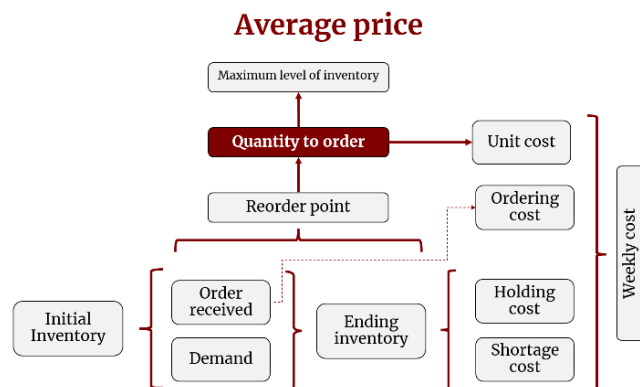 Average price
Maximum level of inventory
Quantity to order
Unit cost
Reorder point
Ordering
cost
Weekly cost
Initial
Inventory
Order
received
Demand
Ending
inventory
Holding
cost
Shortage
cost